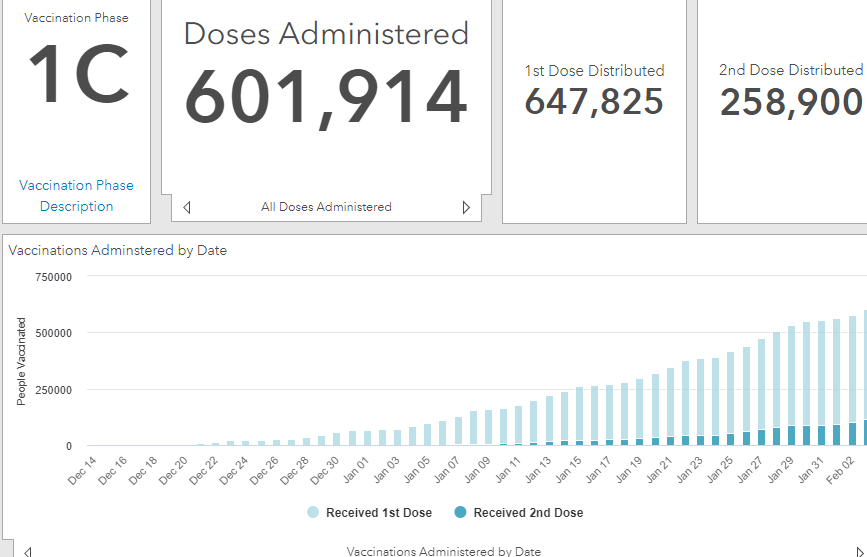 Vaccination Phase
1C
Vaccination Phase
Description
Doses Administered
601,914
All Doses Administered
1st Dose Distributed
647,825
2nd Dose Distributed
258,900
Vaccinations Adminstered by Date
People Vaccinated
750000
500000
250000
0
Dec 14
Dec 16
Dec 18
Dec 20
Dec 22
Dec 24
Dec 26
Dec 28
Dec 30
Jan 01
Jan 03
Jan 05
Jan 07
Jan 09
Jan 11
Jan 13
Jan 15
Jan 17
Jan 19
Jan 21
Jan 23
Jan 25
Jan 27
Jan 29
Jan 31
Feb 02
Received 1st Dose
Received 2nd Dose
Vaccinations Administered by Date